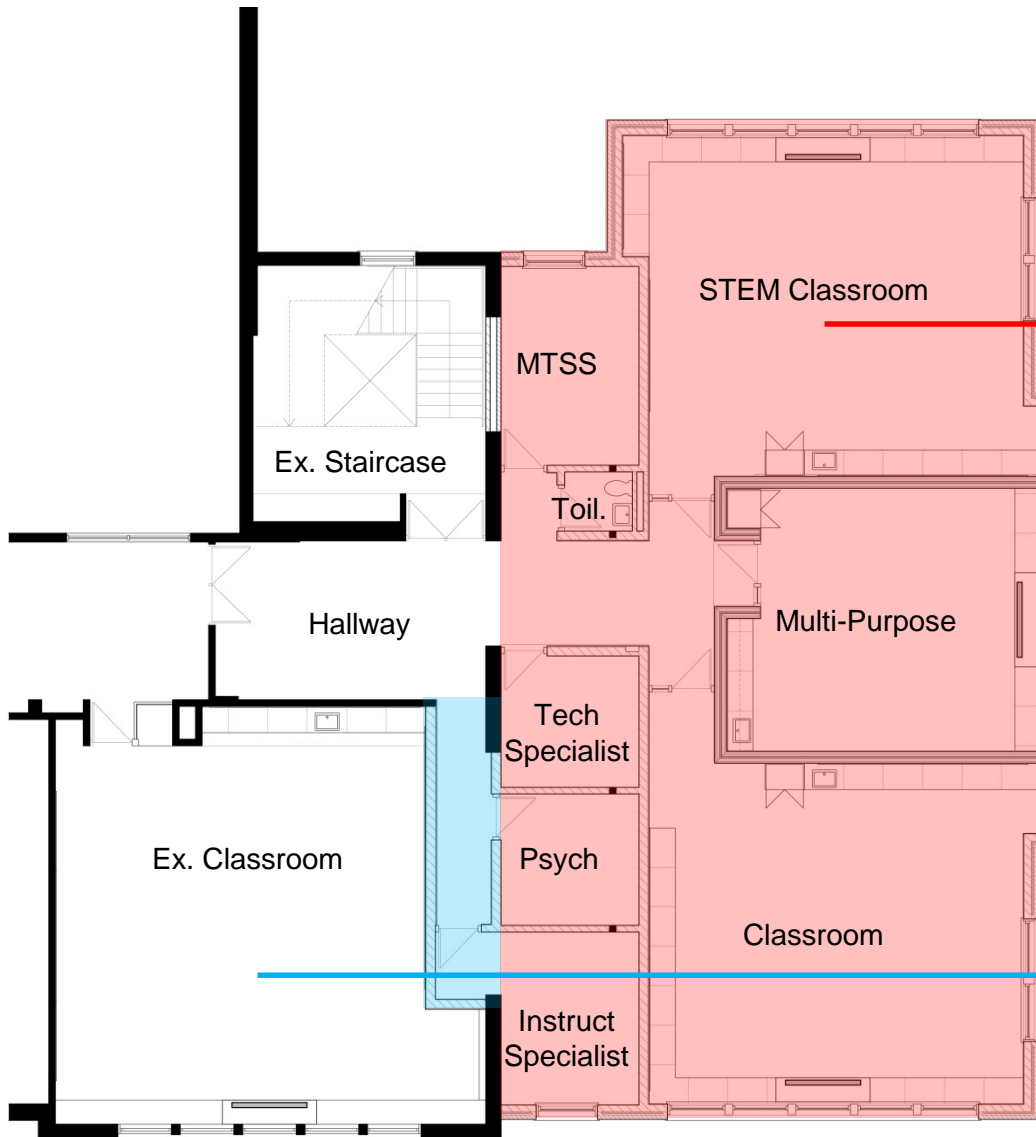 STEM Classroom
MTSS
Ex. Staircase
Toil.
Hallway
Multi-Purpose
Tech
Specialist
Ex. Classroom
Psych
Classroom
Instruct
Specialist